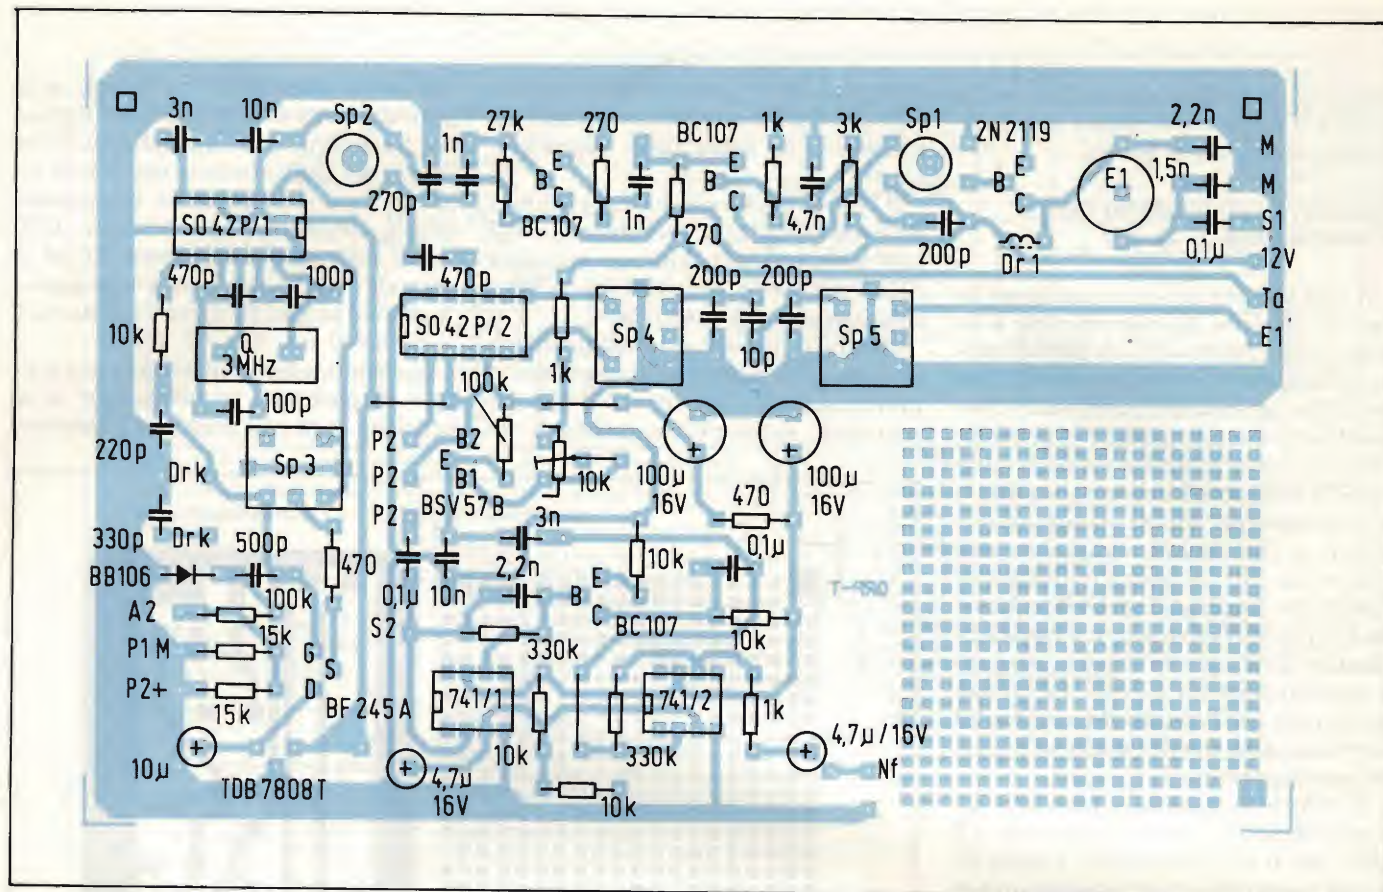 3n
10n
Sp2
1n
27k
270
BC107
1k
3k
Sp1
2N2119
2,2n
M
E
B
C
E
B
C
E
B
C
E1
1,5n
M
270p
BC107
1n
270
4,7n
200p
Dr1
0,1µ
S1
12V
SO42P/1
470p
100p
470p
200p
200p
Ta
10k
Q
3MHz
SO42P/2
Sp4
10p
Sp5
E1
1k
100k
100p
220p
Drk
Sp3
P2
B2
P2
E
B1
10k
100µ
16V
100µ
16V
P2
BSV57B
470
3n
330p
Drk
500p
470
10k
0,1µ
BB106
100k
0,1µ
10n
2,2n
E
B
C
BC107
10k
A2
15k
S2
330k
P1M
G
S
D
P2+
15k
BF245A
741/1
741/2
1k
10k
330k
4,7µ/16V
10µ
TDB7808T
4,7µ
16V
10k
Nf